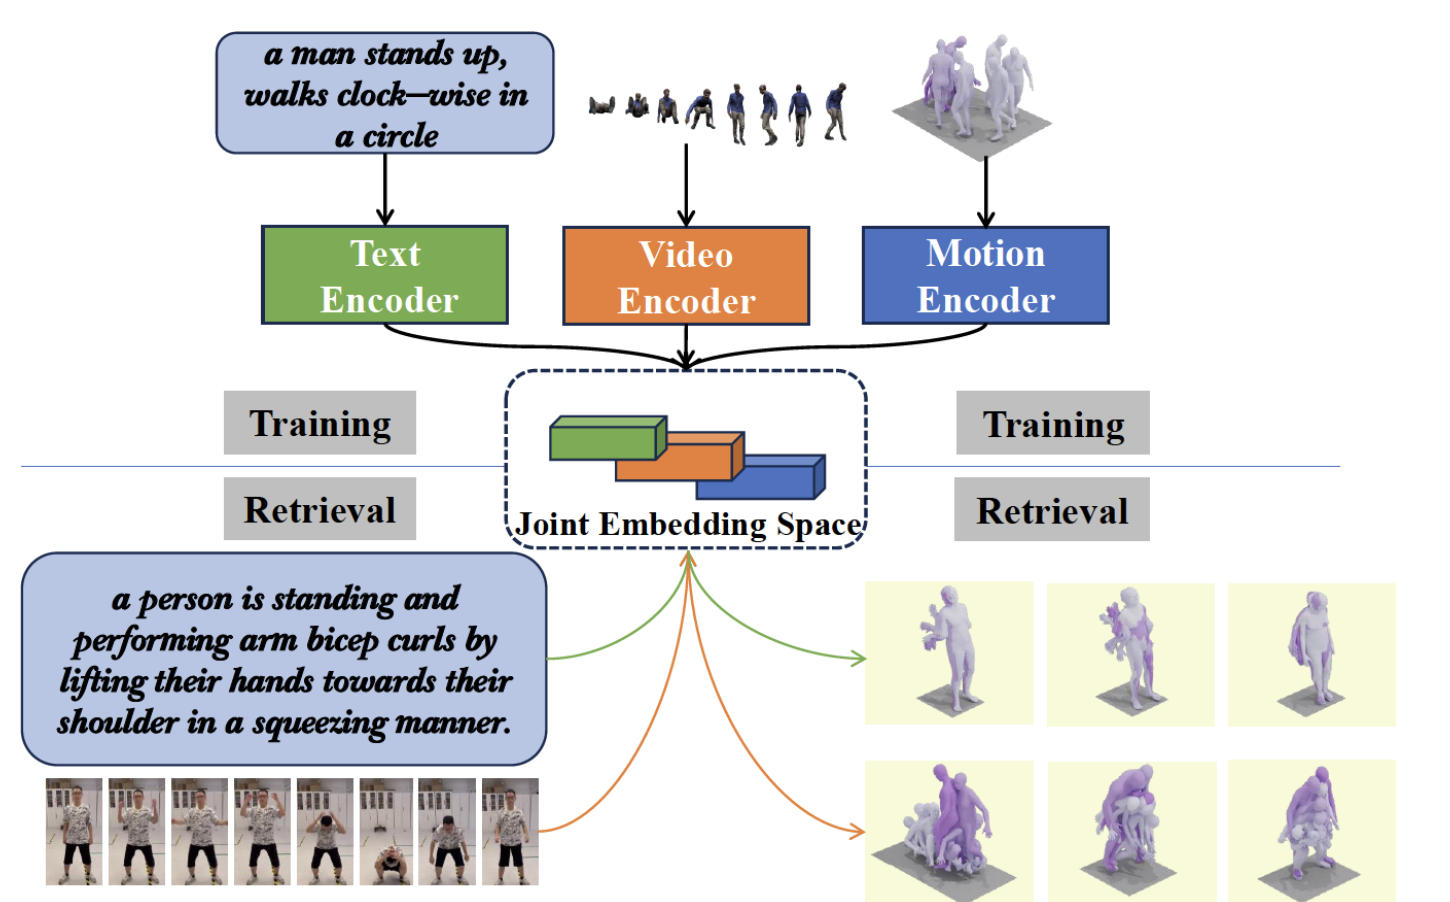 a man stands up,
walks clock—wise in
a circle
Text
Encoder
Video
Encoder
Motion
Encoder
Training
Training
Retrieval
Retrieval
Joint Embedding Space
a person is standing and
performing arm bicep curls by
lifting their hands towards their
shoulder in a squeezing manner.